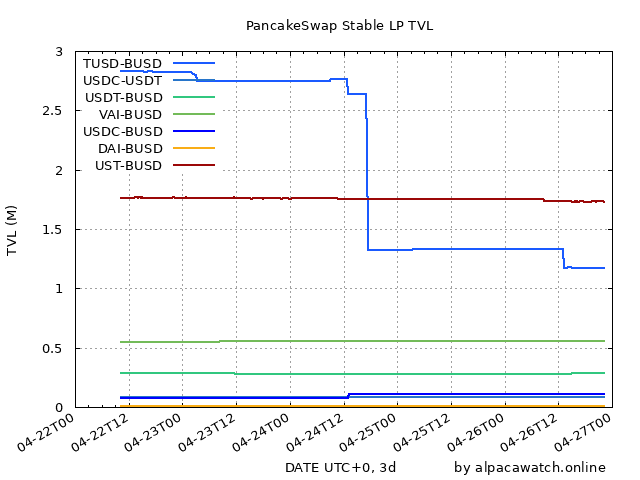 PancakeSwap Stable LP TVL
TVL (M)
3
2.5
2
1.5
1
0.5
0
TUSD-BUSD
USDC-USDT
USDT-BUSD
VAI-BUSD
USDC-BUSD
DAI-BUSD
UST-BUSD
04-22T00
04-22T12
04-23T00
04-23T12
04-24T00
04-24T12
04-25T00
04-25T12
04-26T00
04-26T12
04-27T00
DATE UTC+0, 3d
by alpacawatch.online